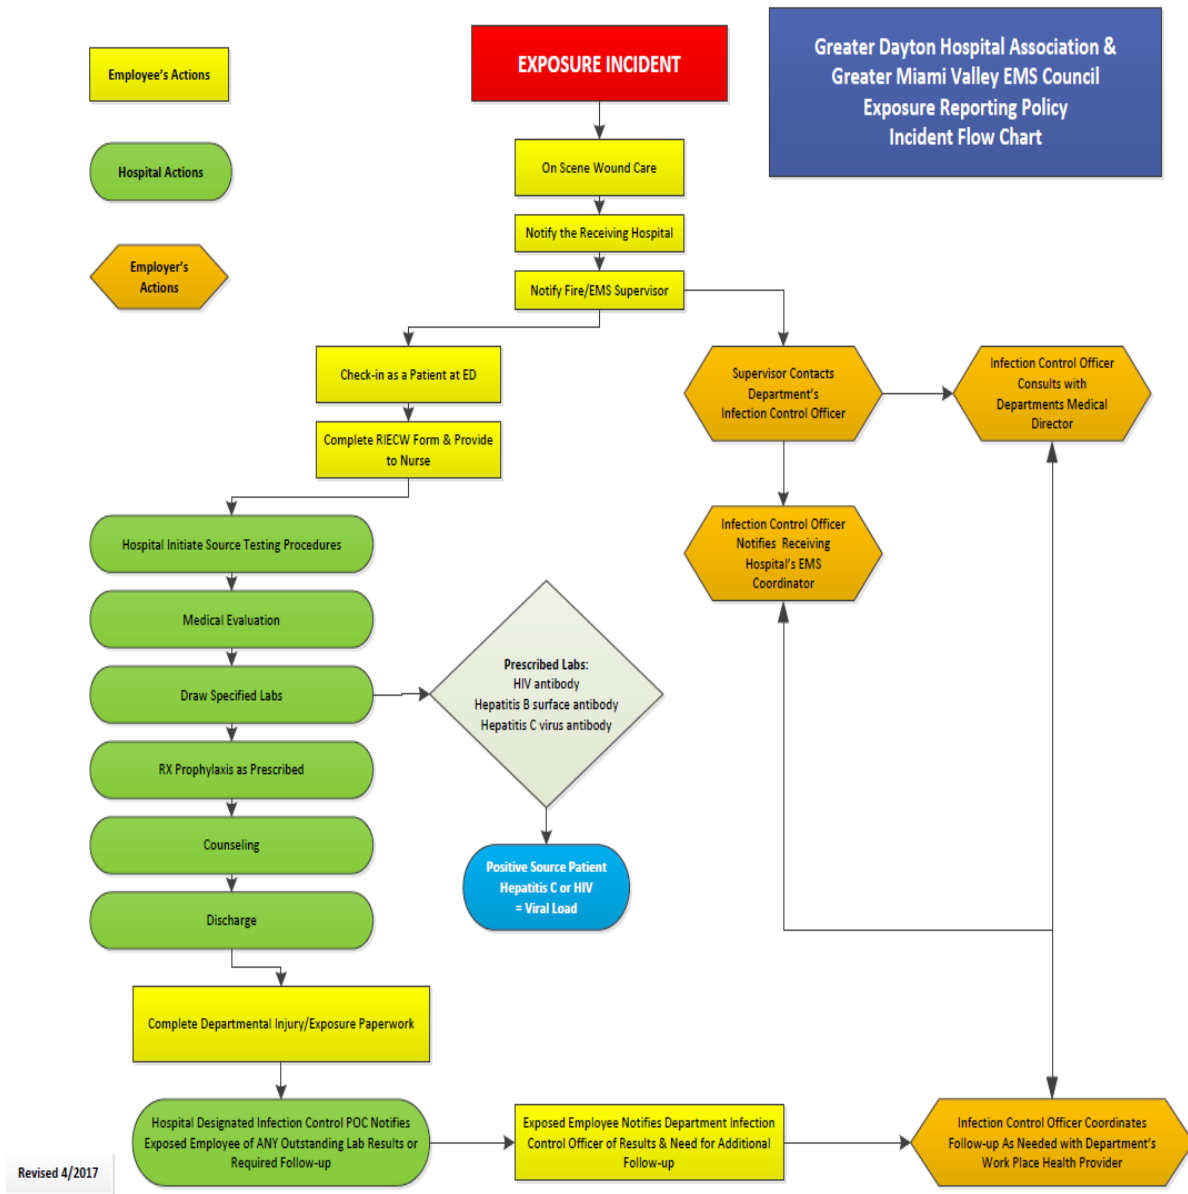 Employee's Actions
Hospital Actions
Employer's
Actions
EXPOSURE INCIDENT
Greater Dayton Hospital Association &
Greater Miami Valley EMS Council
Exposure Reporting Policy
Incident Flow Chart
On Scene Wound Care
Notify the Receiving Hospital
Notify Fire/EMS Supervisor
Check-in as a Patient at ED
Complete RIECW Form & Provide
to Nurse
Supervisor Contacts
Department's
Infection Control Officer
Infection Control Officer
Consults with
Departments Medical
Director
Infection Control Officer
Notifies Receiving
Hospital's EMS
Coordinator
Hospital Initiate Source Testing Procedures
Medical Evaluation
Draw Specified Labs
Prescribed Labs:
HIV antibody
Hepatitis B surface antibody
Hepatitis C virus antibody
RX Prophylaxis as Prescribed
Counseling
Positive Source Patient
Hepatitis C or HIV
= Viral Load
Discharge
Complete Departmental Injury/Exposure Paperwork
Hospital Designated Infection Control POC Notifies
Exposed Employee of ANY Outstanding Lab Results or
Required Follow-up
Exposed Employee Notifies Department Infection
Control Officer of Results & Need for Additional
Follow-up
Infection Control Officer Coordinates
Follow-up As Needed with Department's
Work Place Health Provider
Revised 4/2017